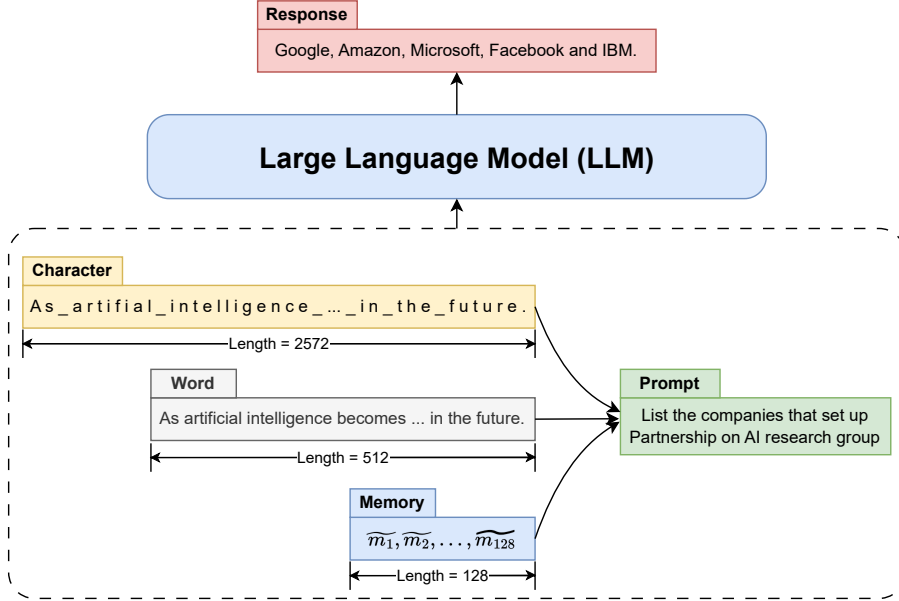 Response
Google, Amazon, Microsoft, Facebook and IBM.
Large Language Model (LLM)
Character
As_artifial_intelligence_..._in_the_future.
Length = 2572
Word
As artificial intelligence becomes ... in the future.
Length = 512
Prompt
List the companies that set up
Partnership on AI research group
Memory
m̃₁, m̃₂, . . . , m̃₁₂₈
Length = 128